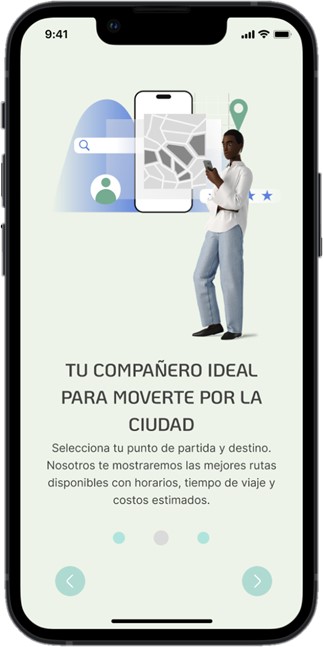 9:41
TU COMPAÑERO IDEAL
PARA MOVERTE POR LA
CIUDAD
Selecciona tu punto de partida y destino.
Nosotros te mostraremos las mejores rutas
disponibles con horarios, tiempo de viaje y
costos estimados.